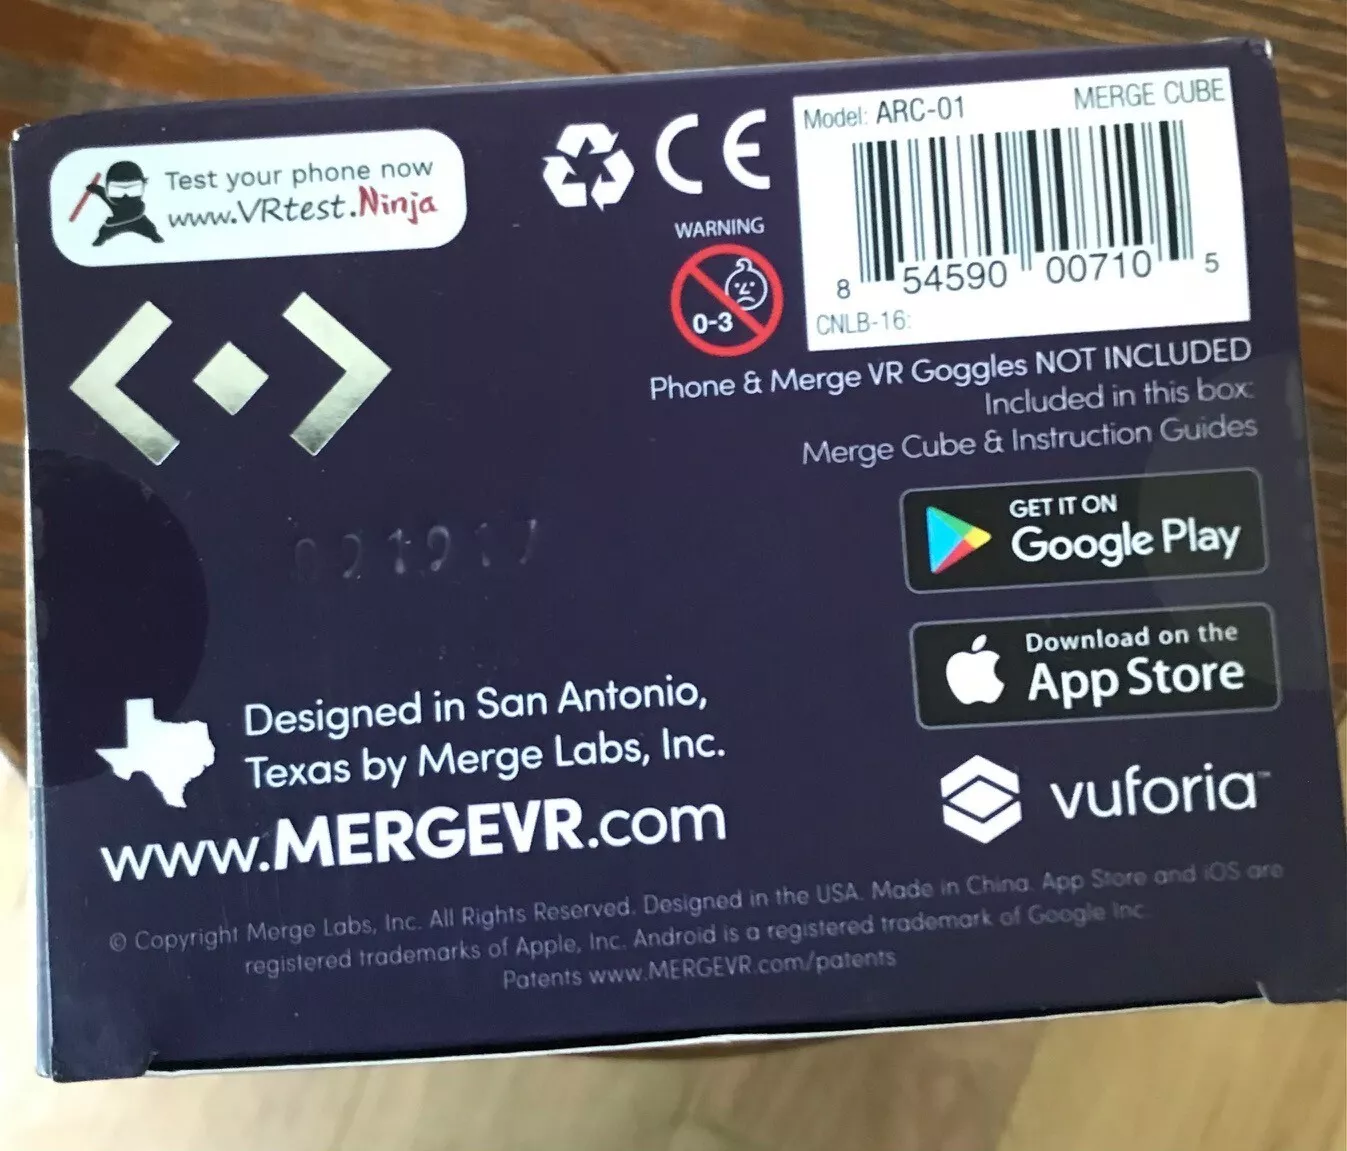 Test your phone now
www.VRtest.Ninja
CE
Model: ARC-01 MERGE CUBE
8 54590 00710 5
CNLB-16:
WARNING
0-3
Phone & Merge VR Goggles NOT INCLUDED
Included in this box:
Merge Cube & Instruction Guides
GET IT ON
Google Play
Download on the
App Store
Designed in San Antonio,
Texas by Merge Labs, Inc.
www.MERGEVR.com
vuforia™
© Copyright Merge Labs, Inc. All Rights Reserved. Designed in the USA. Made in China. App Store and iOS are
registered trademarks of Apple, Inc. Android is a registered trademark of Google Inc.
Patents www.MERGEVR.com/patents